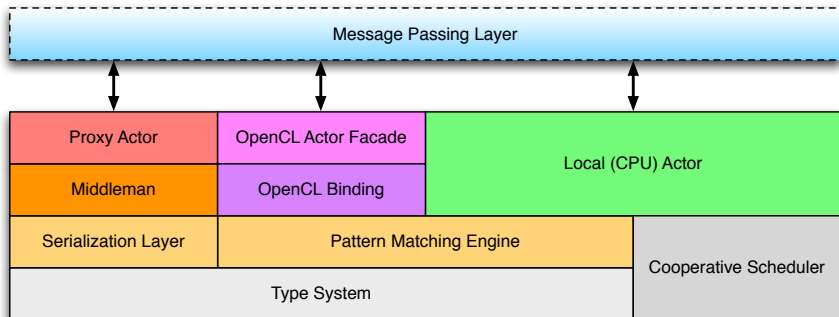 Message Passing Layer
Proxy Actor
OpenCL Actor Facade
Local (CPU) Actor
Middleman
OpenCL Binding
Serialization Layer
Pattern Matching Engine
Cooperative Scheduler
Type System